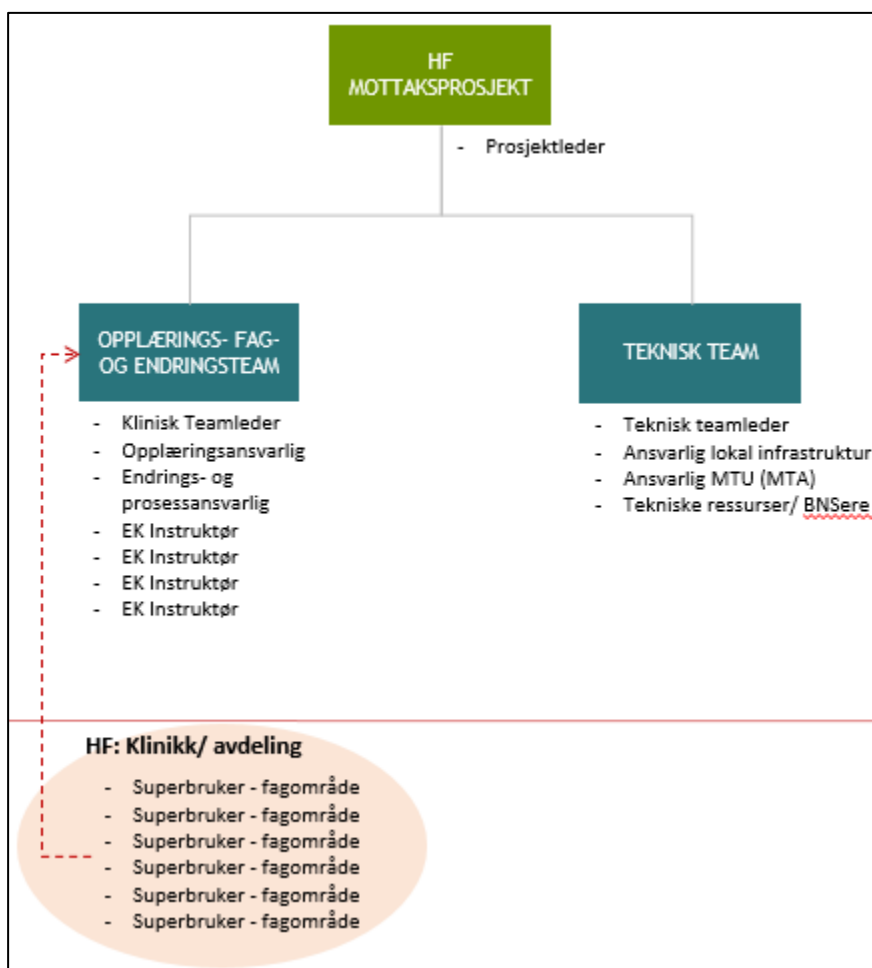 HF
MOTTAKSPROSJEKT
- Prosjektleder
OPPLÆRINGS- FAG-
OG ENDRINGSTEAM
- Klinisk Teamleder
- Opplæringsansvarlig
- Endrings- og
prosessansvarlig
- EK Instruktør
- EK Instruktør
- EK Instruktør
- EK Instruktør
TEKNISK TEAM
- Teknisk teamleder
- Ansvarlig lokal infrastruktur
- Ansvarlig MTU (MTA)
- Tekniske ressurser/ BNSere
HF: Klinikk/ avdeling
- Superbruker - fagområde
- Superbruker - fagområde
- Superbruker - fagområde
- Superbruker - fagområde
- Superbruker - fagområde
- Superbruker - fagområde